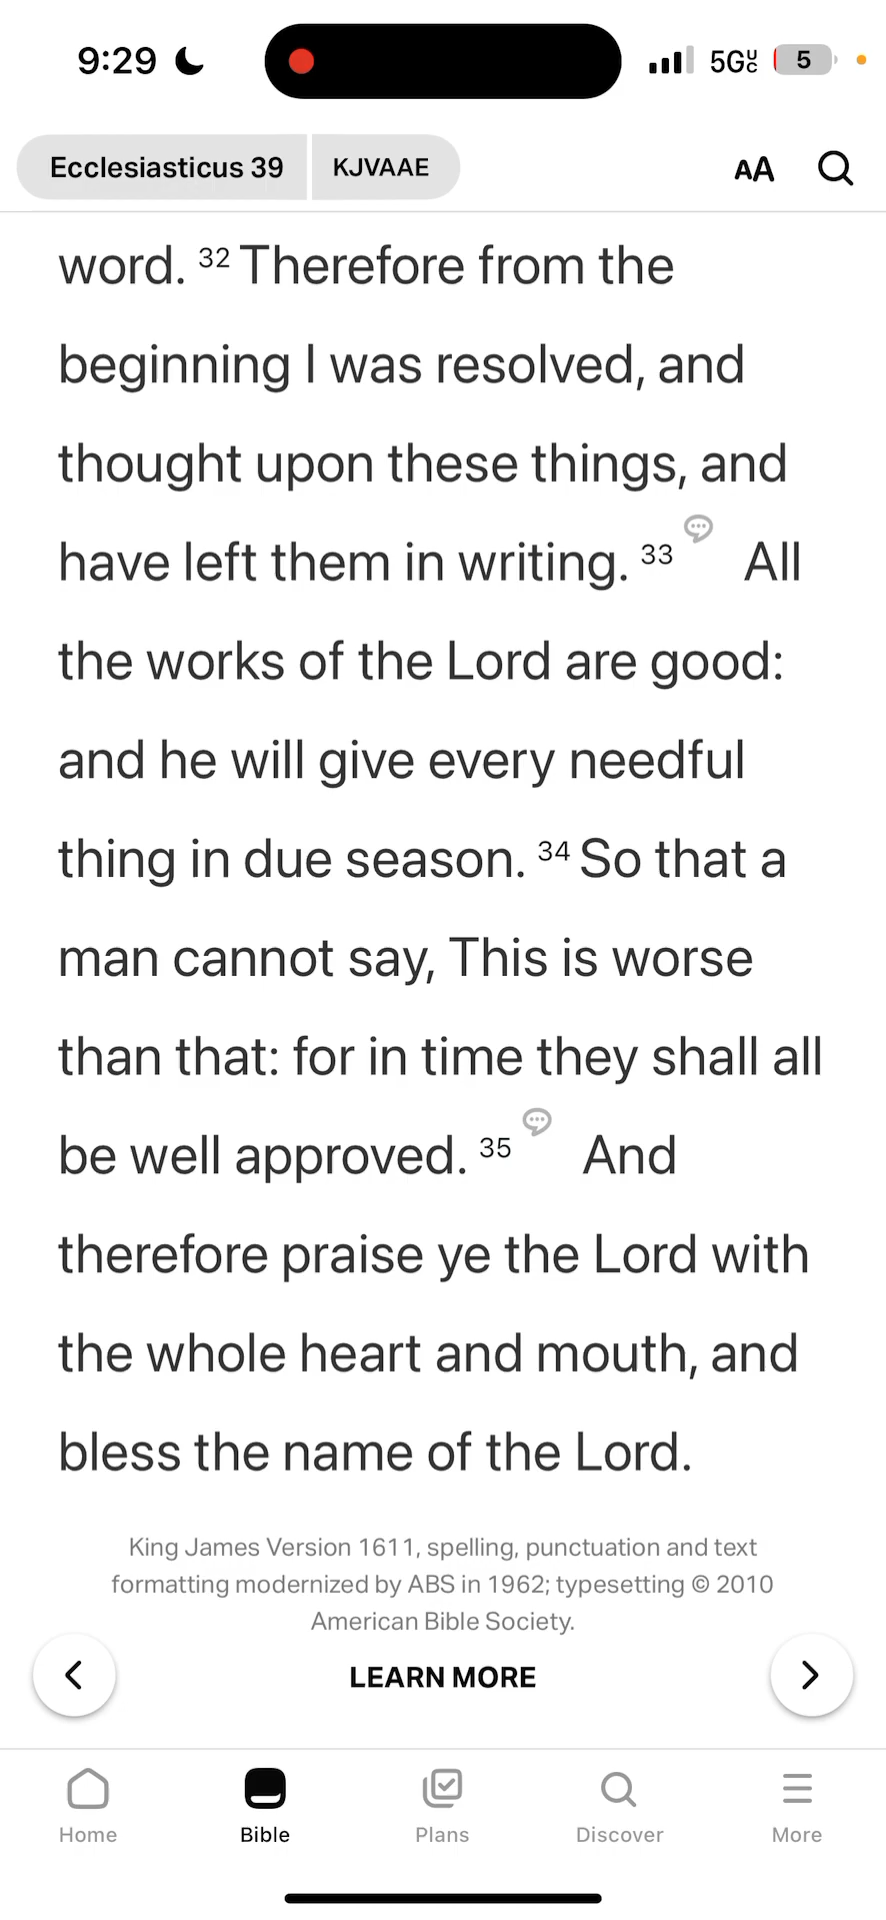 9:29
5GUC
5
Ecclesiasticus 39
KJVAAE
AA
word. 32 Therefore from the
beginning I was resolved, and
thought upon these things, and
have left them in writing. 33 All
the works of the Lord are good:
and he will give every needful
thing in due season. 34 So that a
man cannot say, This is worse
than that: for in time they shall all
be well approved. 35 And
therefore praise ye the Lord with
the whole heart and mouth, and
bless the name of the Lord.
King James Version 1611, spelling, punctuation and text
formatting modernized by ABS in 1962; typesetting © 2010
American Bible Society.
LEARN MORE
Home
Bible
Plans
Discover
More